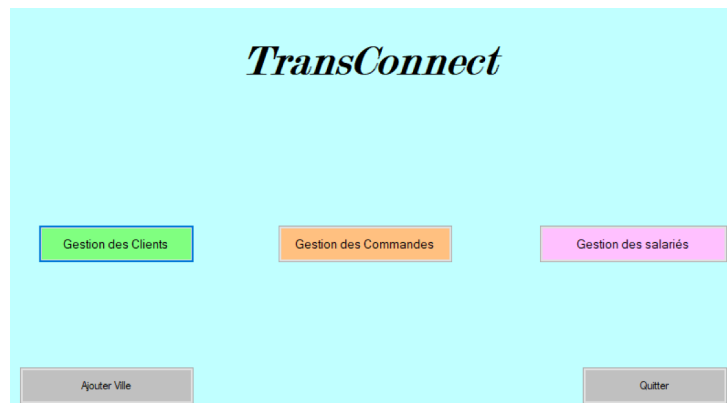 TransConnect
Gestion des Clients
Gestion des Commandes
Gestion des salariés
Ajouter Ville
Quitter